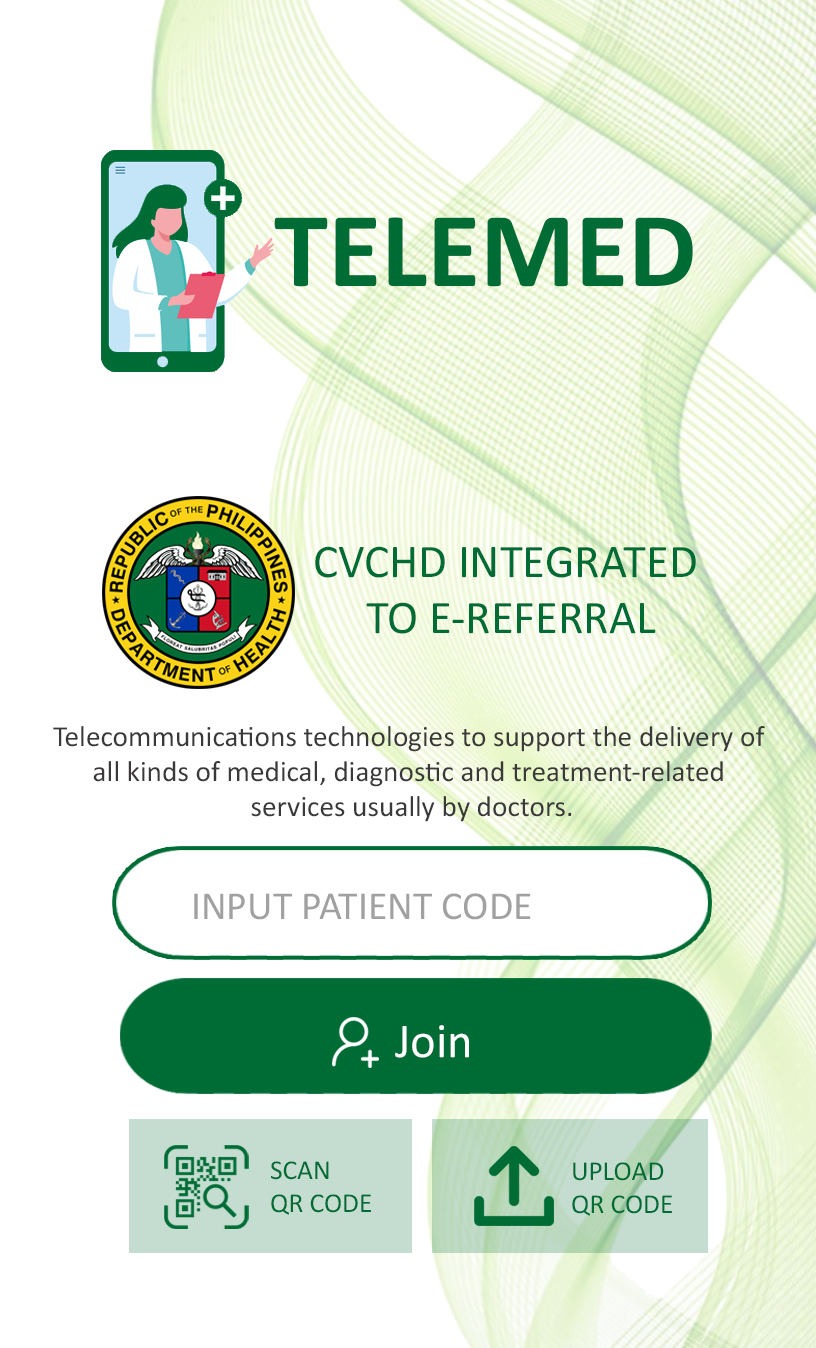 TELEMED
REPUBLIC OF THE PHILIPPINES
DEPARTMENT OF HEALTH
FLOREAT SALUBRITAS POPULI
CVCHD INTEGRATED
TO E-REFERRAL
Telecommunications technologies to support the delivery of
all kinds of medical, diagnostic and treatment-related
services usually by doctors.
INPUT PATIENT CODE
Join
SCAN
QR CODE
UPLOAD
QR CODE